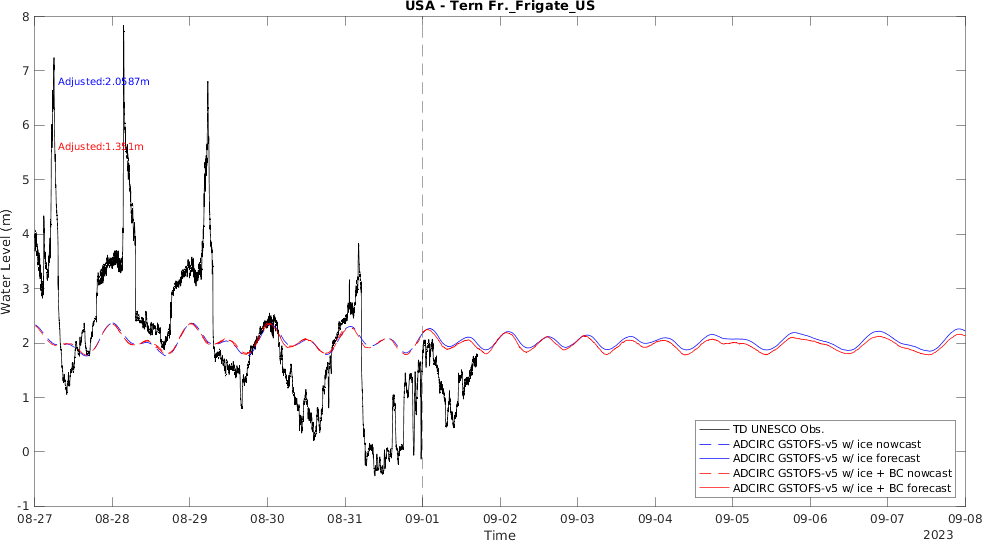 USA - Tern Fr._Frigate_US
8
7
6
5
4
3
2
1
0
-1
Water Level (m)
Adjusted:2.0587m
Adjusted:1.351m
TD UNESCO Obs.
ADCIRC GSTOFS-v5 w/ ice nowcast
ADCIRC GSTOFS-v5 w/ ice forecast
ADCIRC GSTOFS-v5 w/ ice + BC nowcast
ADCIRC GSTOFS-v5 w/ ice + BC forecast
08-27 08-28 08-29 08-30 08-31 09-01 09-02 09-03 09-04 09-05 09-06 09-07 09-08
Time
2023